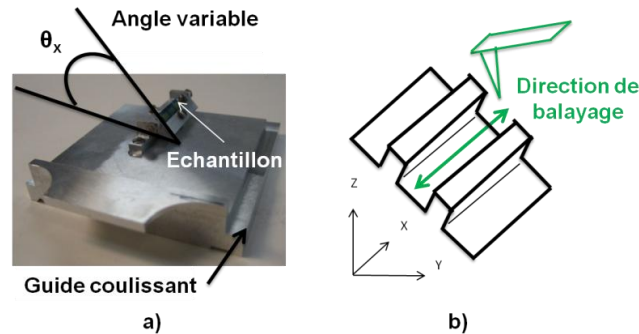 Angle variable
θx
Echantillon
Guide coulissant
a)
Direction de
balayage
Z
X
Y
b)